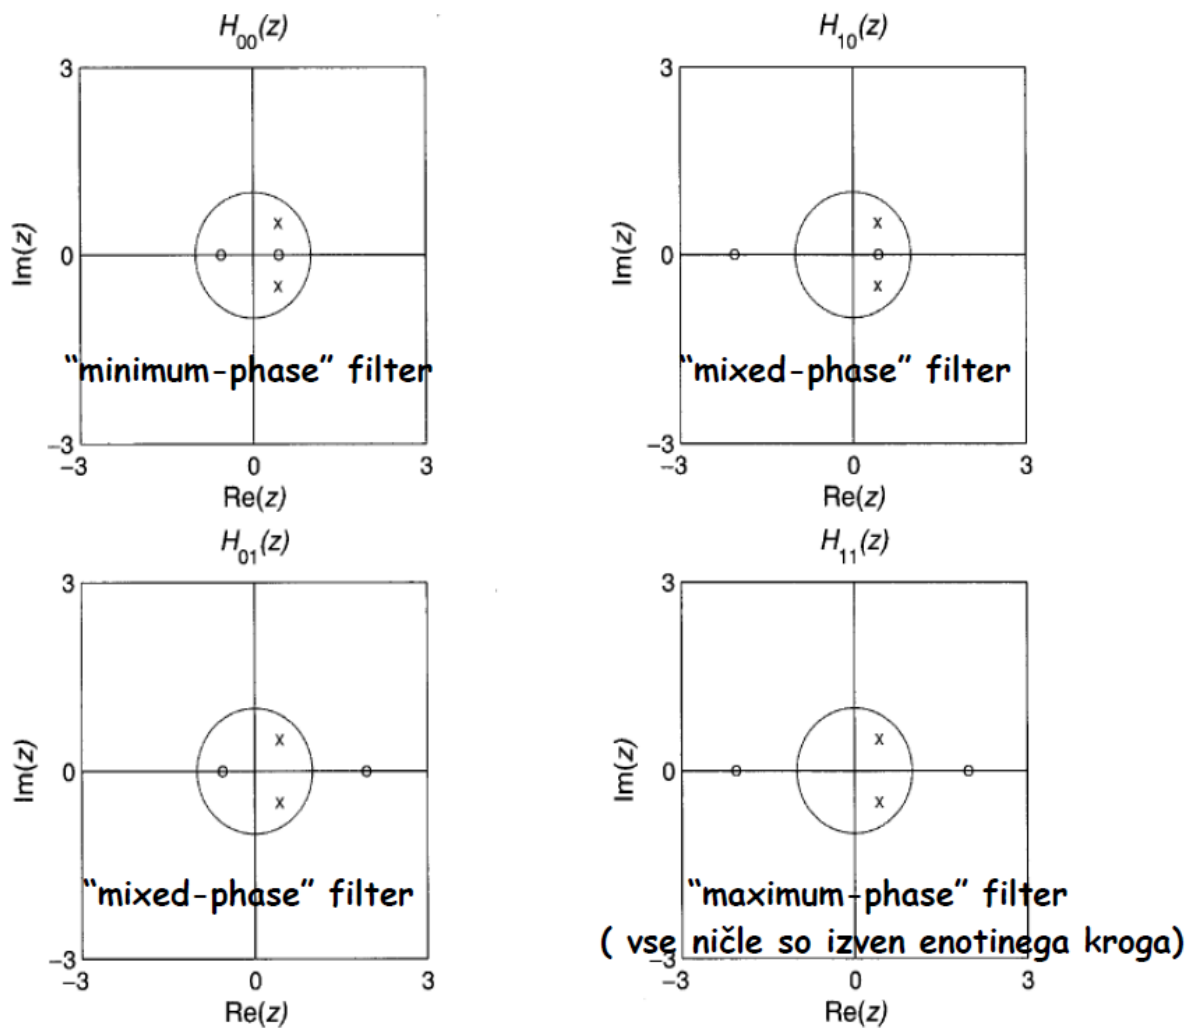 H00(z)
3
Im(z)
0
"minimum-phase" filter
-3
-3 0 3
Re(z)
H10(z)
3
Im(z)
0
"mixed-phase" filter
-3
-3 0 3
Re(z)
H01(z)
3
Im(z)
0
"mixed-phase" filter
-3
-3 0 3
Re(z)
H11(z)
3
Im(z)
0
"maximum-phase" filter
( vse ničle so izven enotinega kroga)
-3
-3 0 3
Re(z)